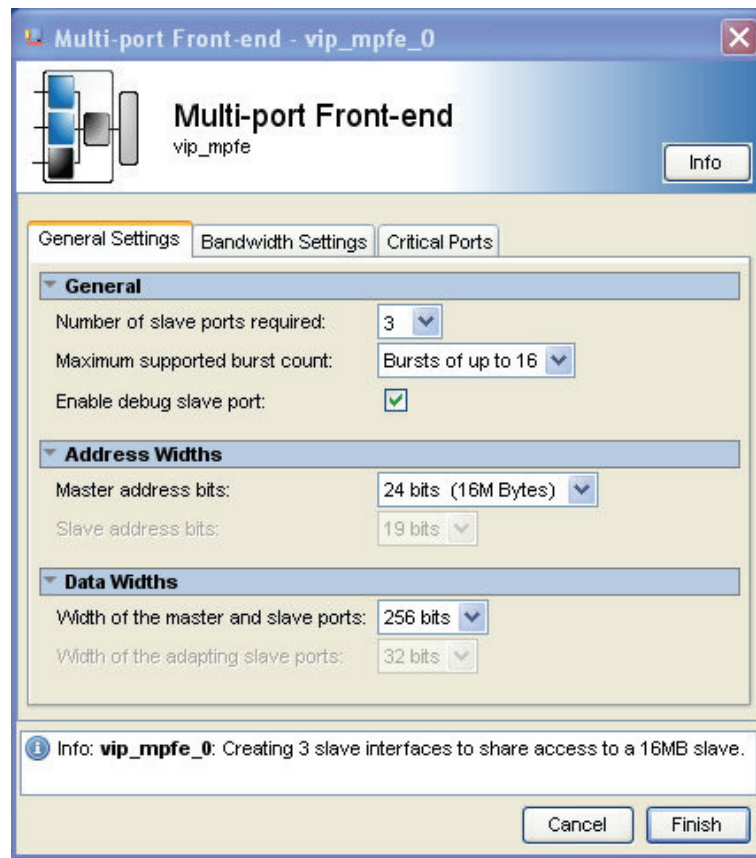 Multi-port Front-end - vip_mpfe_0
Multi-port Front-end
vip_mpfe
Info
General Settings
Bandwidth Settings
Critical Ports
General
Number of slave ports required: 3
Maximum supported burst count: Bursts of up to 16
Enable debug slave port:
Address Widths
Master address bits: 24 bits (16M Bytes)
Slave address bits: 19 bits
Data Widths
Width of the master and slave ports: 256 bits
Width of the adapting slave ports: 32 bits
Info: vip_mpfe_0: Creating 3 slave interfaces to share access to a 16MB slave.
Cancel
Finish